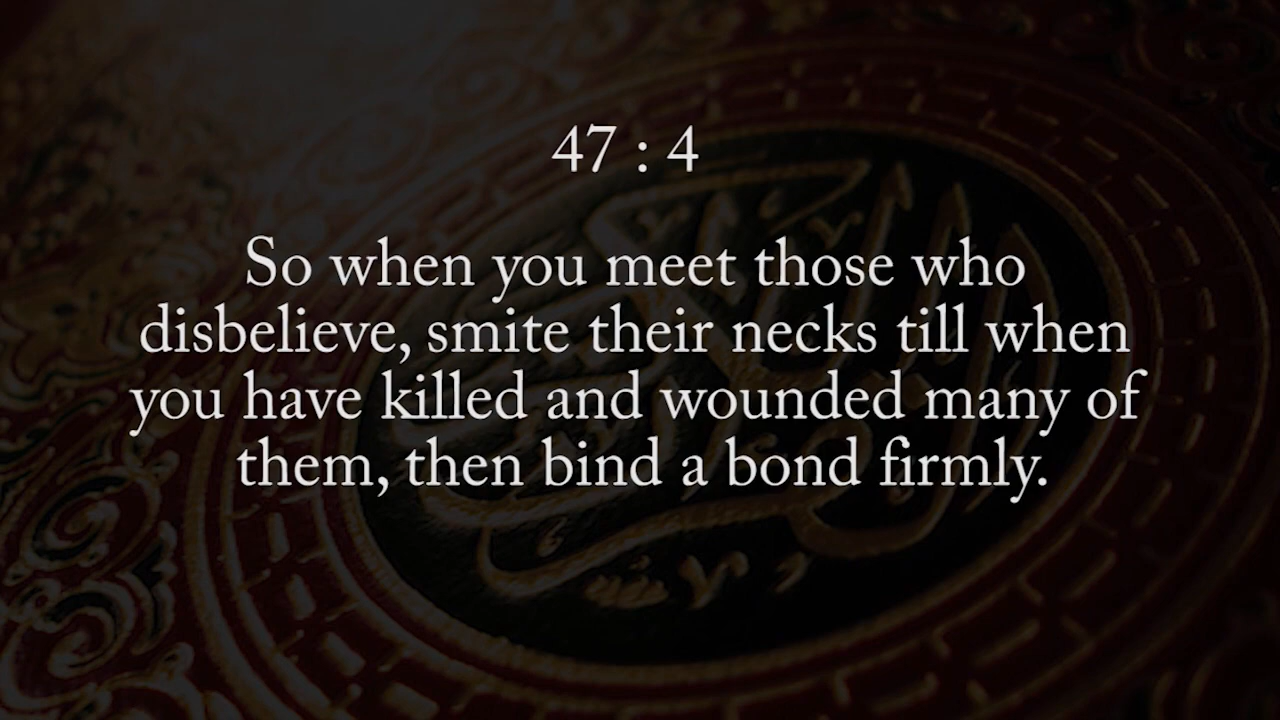 47 : 4
So when you meet those who
disbelieve, smite their necks till when
you have killed and wounded many of
them, then bind a bond firmly.